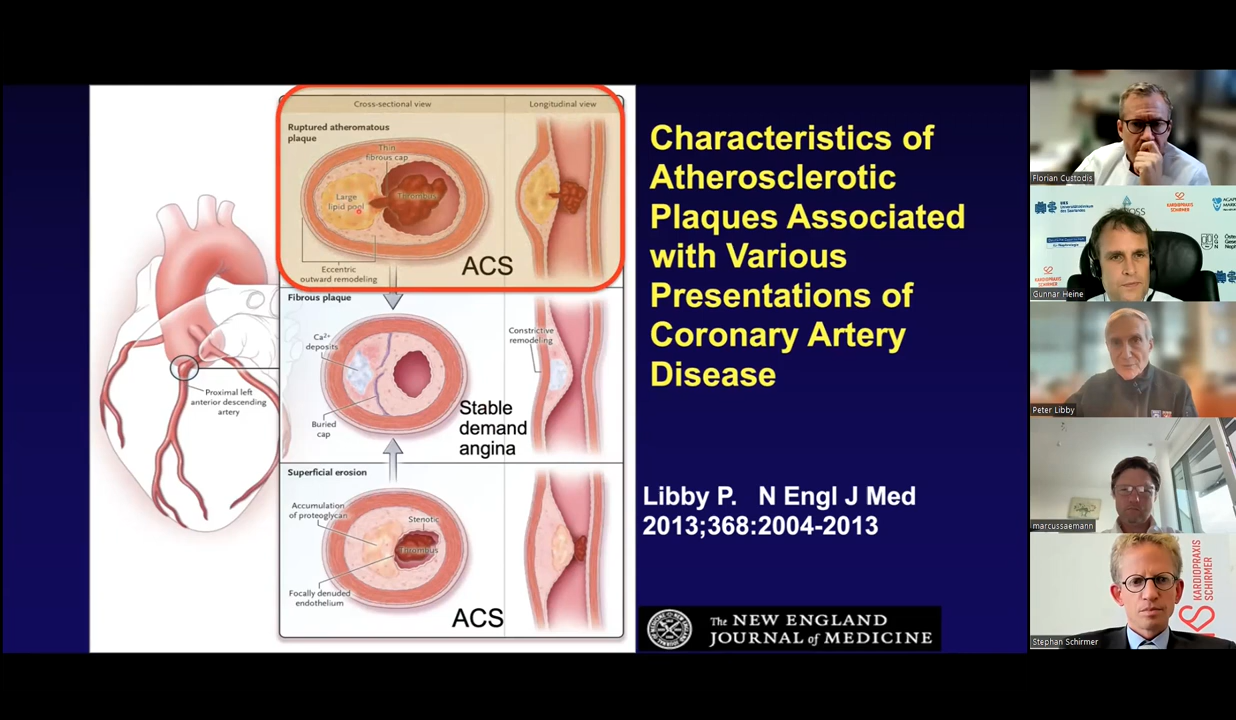 Cross-sectional view
Longitudinal view
Ruptured atheromatous
plaque
Thin
fibrous cap
Large
lipid pool
Thrombus
Eccentric
outward remodeling
ACS
Fibrous plaque
Ca2+
deposits
Constrictive
remodeling
Buried
cap
Stable
demand
angina
Superficial erosion
Accumulation
of proteoglycan
Stenotic
Thrombus
Focally denuded
endothelium
ACS
Proximal left
anterior descending
artery
Characteristics of
Atherosclerotic
Plaques Associated
with Various
Presentations of
Coronary Artery
Disease
Libby P. N Engl J Med
2013;368:2004-2013
The NEW ENGLAND
JOURNAL of MEDICINE
Florian Custodis
KARDIOPRAXIS
SCHIRMER
Gunnar Heine
Peter Libby
marcussaemann
KARDIOPRAXIS
SCHIRMER
Stephan Schirmer